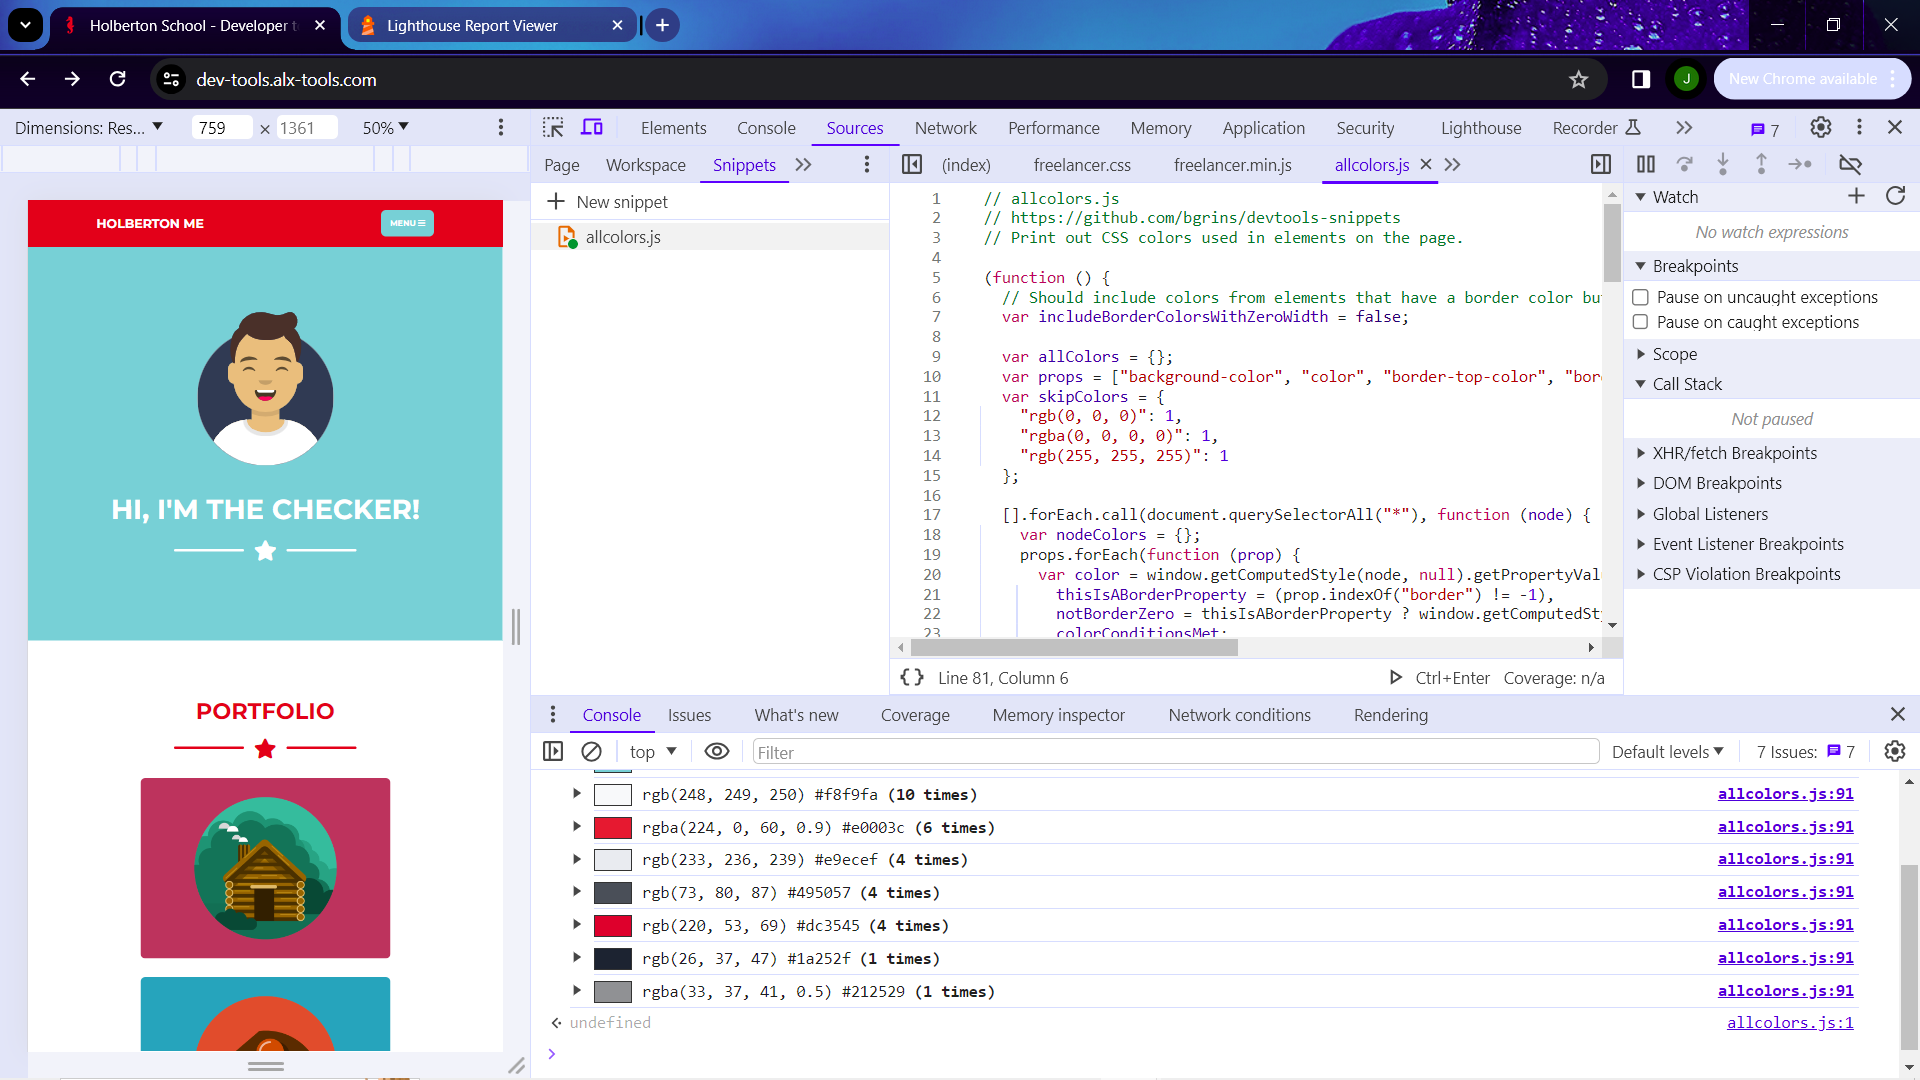 Holberton School - Developer t
Lighthouse Report Viewer
dev-tools.alx-tools.com
J
New Chrome available
Dimensions: Res...
759 × 1361
50%
Elements
Console
Sources
Network
Performance
Memory
Application
Security
Lighthouse
Recorder
7
Page
Workspace
Snippets
(index)
freelancer.css
freelancer.min.js
allcolors.js
New snippet
allcolors.js
HOLBERTON ME
MENU
HI, I'M THE CHECKER!
PORTFOLIO
1 // allcolors.js
2 // https://github.com/bgrins/devtools-snippets
3 // Print out CSS colors used in elements on the page.
4
5 (function () {
6 // Should include colors from elements that have a border color bu
7 var includeBorderColorsWithZeroWidth = false;
8
9 var allColors = {};
10 var props = ["background-color", "color", "border-top-color", "bor
11 var skipColors = {
12 "rgb(0, 0, 0)": 1,
13 "rgba(0, 0, 0, 0)": 1,
14 "rgb(255, 255, 255)": 1
15 };
16
17 [].forEach.call(document.querySelectorAll("*"), function (node) {
18 var nodeColors = {};
19 props.forEach(function (prop) {
20 var color = window.getComputedStyle(node, null).getPropertyVal
21 thisIsABorderProperty = (prop.indexOf("border") != -1),
22 notBorderZero = thisIsABorderProperty ? window.getComputedSt
23 colorConditionsMet;
{ } Line 81, Column 6
Ctrl+Enter
Coverage: n/a
Watch
No watch expressions
Breakpoints
Pause on uncaught exceptions
Pause on caught exceptions
Scope
Call Stack
Not paused
XHR/fetch Breakpoints
DOM Breakpoints
Global Listeners
Event Listener Breakpoints
CSP Violation Breakpoints
Console
Issues
What's new
Coverage
Memory inspector
Network conditions
Rendering
top
Filter
Default levels
7 Issues: 7
rgb(248, 249, 250) #f8f9fa (10 times) allcolors.js:91
rgba(224, 0, 60, 0.9) #e0003c (6 times) allcolors.js:91
rgb(233, 236, 239) #e9ecef (4 times) allcolors.js:91
rgb(73, 80, 87) #495057 (4 times) allcolors.js:91
rgb(220, 53, 69) #dc3545 (4 times) allcolors.js:91
rgb(26, 37, 47) #1a252f (1 times) allcolors.js:91
rgba(33, 37, 41, 0.5) #212529 (1 times) allcolors.js:91
undefined allcolors.js:1